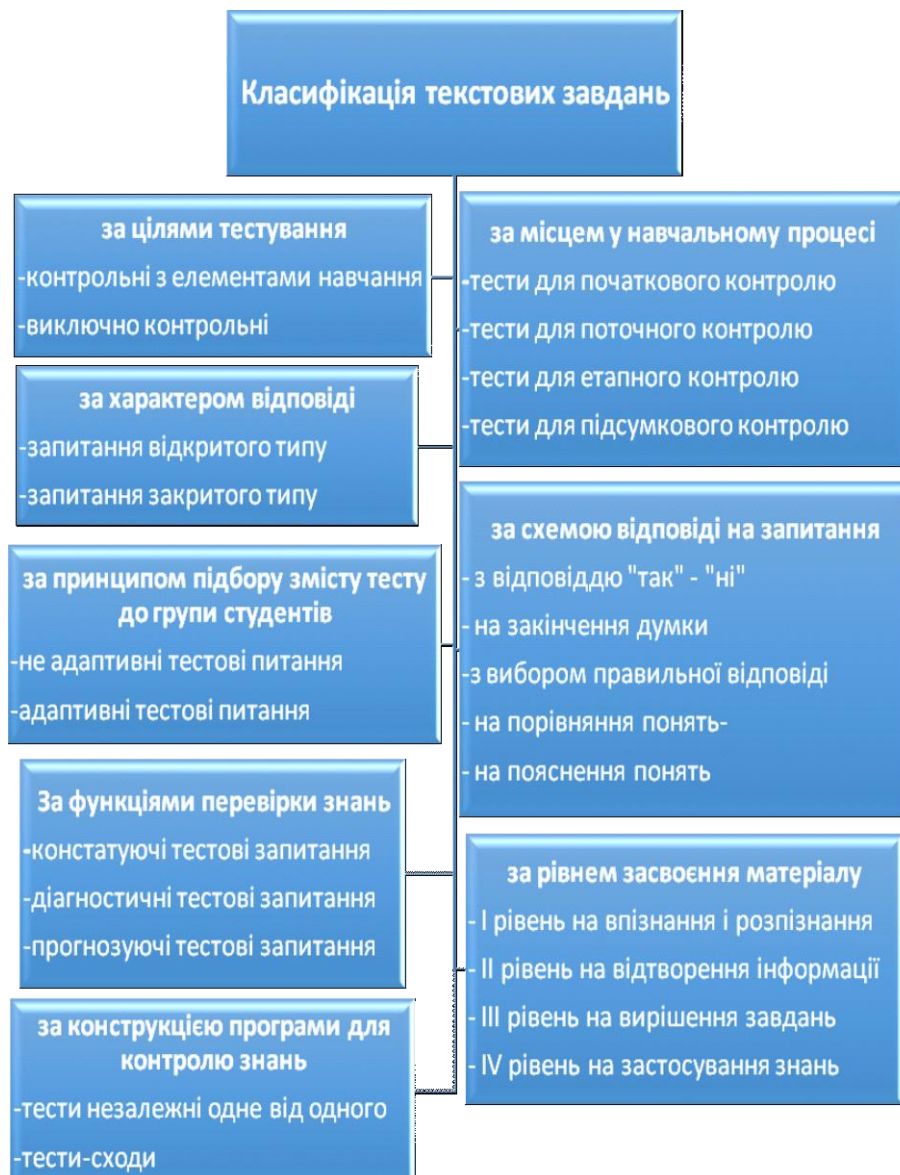 Класифікація текстових завдань
за цілями тестування
-контрольні з елементами навчання
-виключно контрольні
за місцем у навчальному процесі
-тести для початкового контролю
-тести для поточного контролю
-тести для етапного контролю
-тести для підсумкового контролю
за характером відповіді
-запитання відкритого типу
-запитання закритого типу
за схемою відповіді на запитання
- з відповіддю "так" - "ні"
- на закінчення думки
-з вибором правильної відповіді
- на порівняння понять-
- на пояснення понять
за принципом підбору змісту тесту
до групи студентів
-не адаптивні тестові питання
-адаптивні тестові питання
За функціями перевірки знань
-констатуючі тестові запитання
-діагностичні тестові запитання
-прогнозуючі тестові запитання
за рівнем засвоєння матеріалу
- І рівень на впізнання і розпізнання
- ІІ рівень на відтворення інформації
- ІІІ рівень на вирішення завдань
- IV рівень на застосування знань
за конструкцією програми для
контролю знань
-тести незалежні одне від одного
-тести-сходи